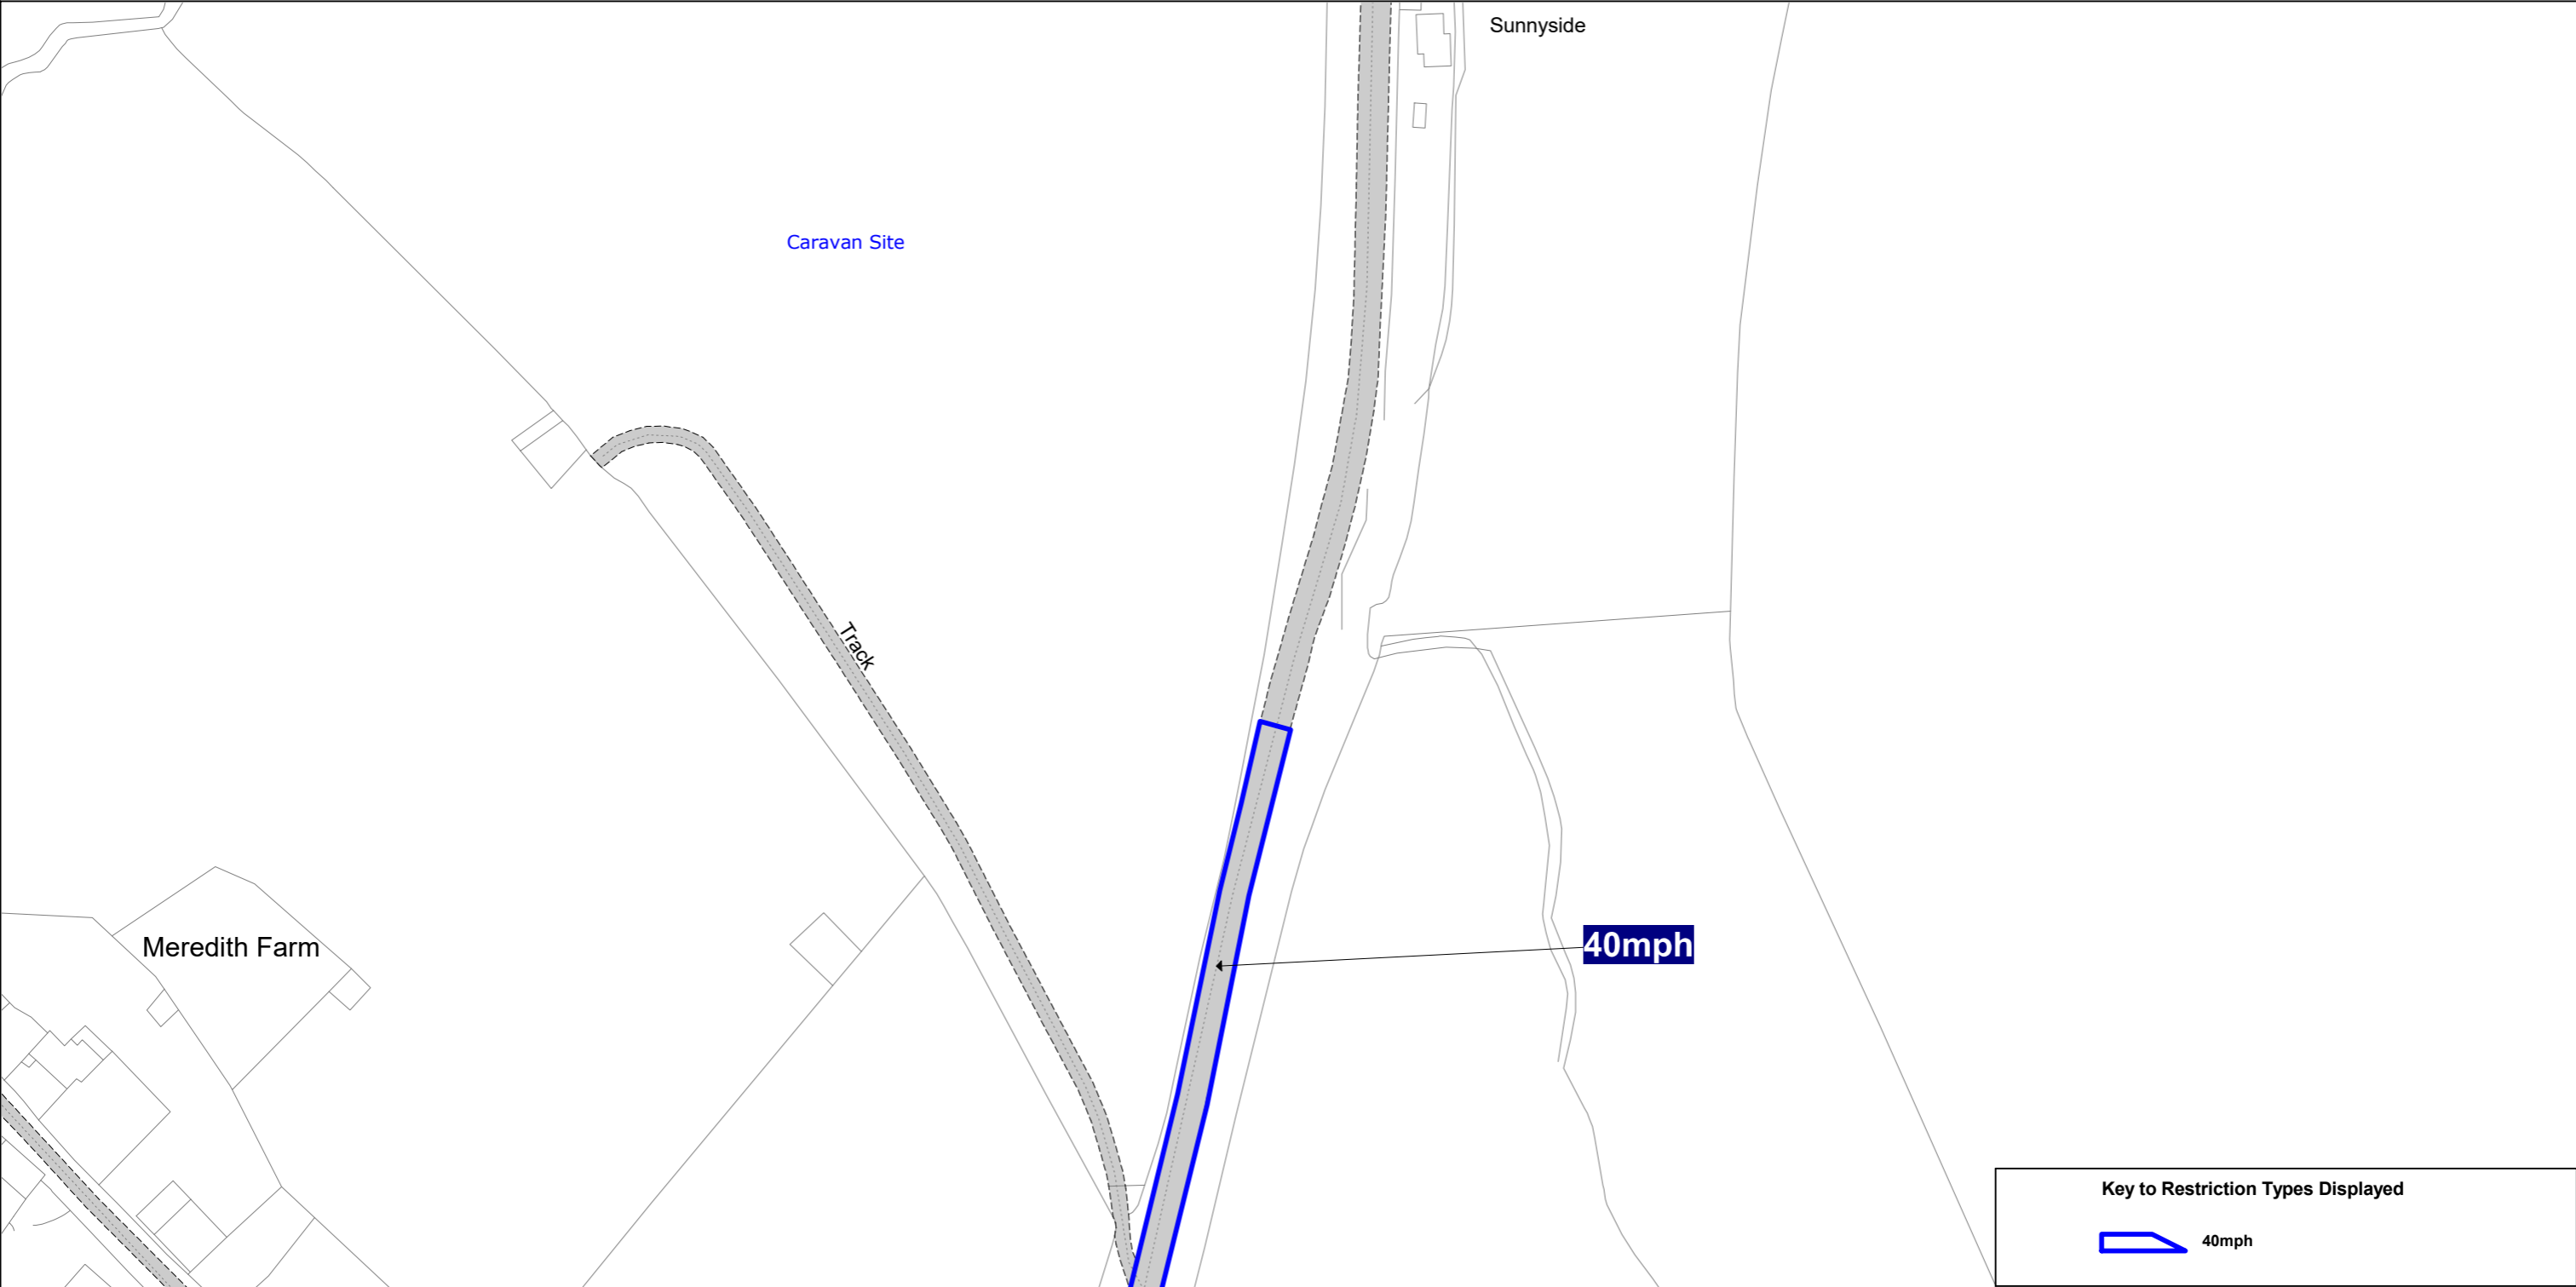 Sunnyside
Caravan Site
Track
Meredith Farm
40mph
Key to Restriction Types Displayed
40mph